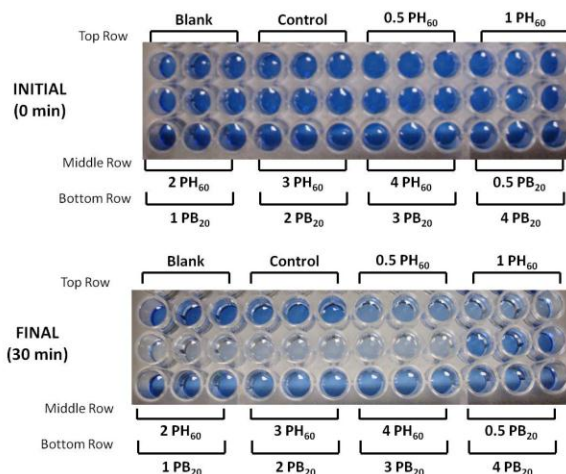 Blank Control 0.5 PH₆₀ 1 PH₆₀
Top Row
INITIAL
(0 min)
Middle Row
2 PH₆₀ 3 PH₆₀ 4 PH₆₀ 0.5 PB₂₀
Bottom Row
1 PB₂₀ 2 PB₂₀ 3 PB₂₀ 4 PB₂₀
Blank Control 0.5 PH₆₀ 1 PH₆₀
Top Row
FINAL
(30 min)
Middle Row
2 PH₆₀ 3 PH₆₀ 4 PH₆₀ 0.5 PB₂₀
Bottom Row
1 PB₂₀ 2 PB₂₀ 3 PB₂₀ 4 PB₂₀